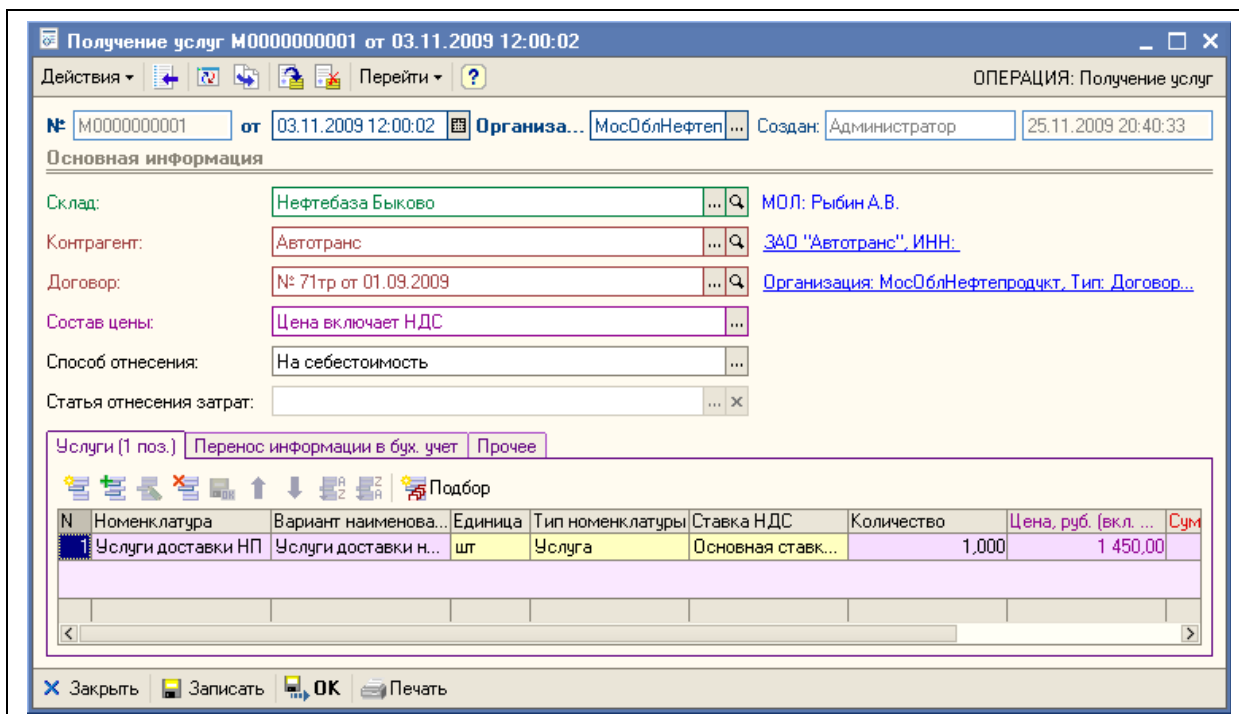 Получение услуг М0000000001 от 03.11.2009 12:00:02
Действия Перейти ? ОПЕРАЦИЯ: Получение услуг
№ М0000000001 от 03.11.2009 12:00:02 Организа... МосОблНефтеп ... Создан: Администратор 25.11.2009 20:40:33
Основная информация
Склад: Нефтебаза Быково ... МОЛ: Рыбин А.В.
Контрагент: Автотранс ... ЗАО "Автотранс", ИНН:
Договор: № 71тр от 01.09.2009 ... Организация: МосОблНефтепродукт, Тип: Договор...
Состав цены: Цена включает НДС ...
Способ отнесения: На себестоимость ...
Статья отнесения затрат: ... ×
Услуги (1 поз.) Перенос информации в бух. учет Прочее
Подбор
N Номенклатура Вариант наименова... Единица Тип номенклатуры Ставка НДС Количество Цена, руб. (вкл. ... Сум
1 Услуги доставки НП Услуги доставки н... шт Услуга Основная ставк... 1,000 1 450,00
Закрыть Записать OK Печать